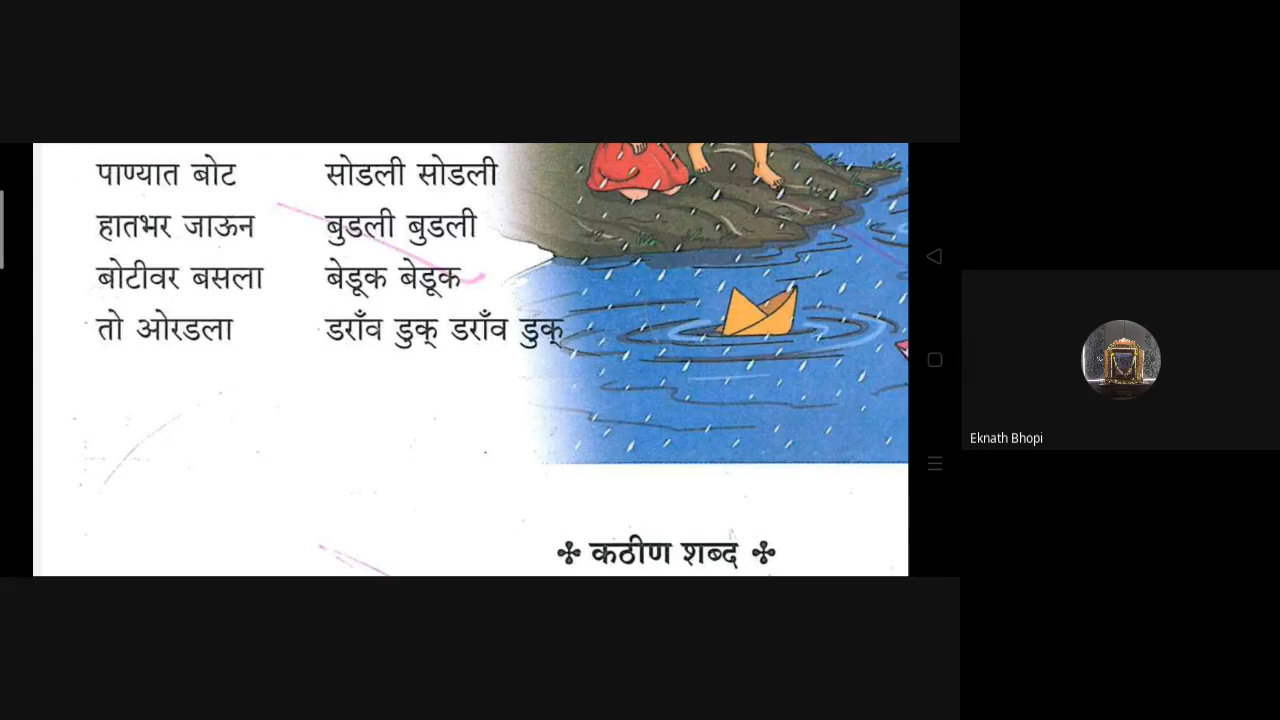 पाण्यात बोट सोडली सोडली
हातभर जाऊन बुडली बुडली
बोटीवर बसला बेडूक बेडूक
तो ओरडला डराँव डुक् डराँव डुक्
✣ कठीण शब्द ✣
Eknath Bhopi